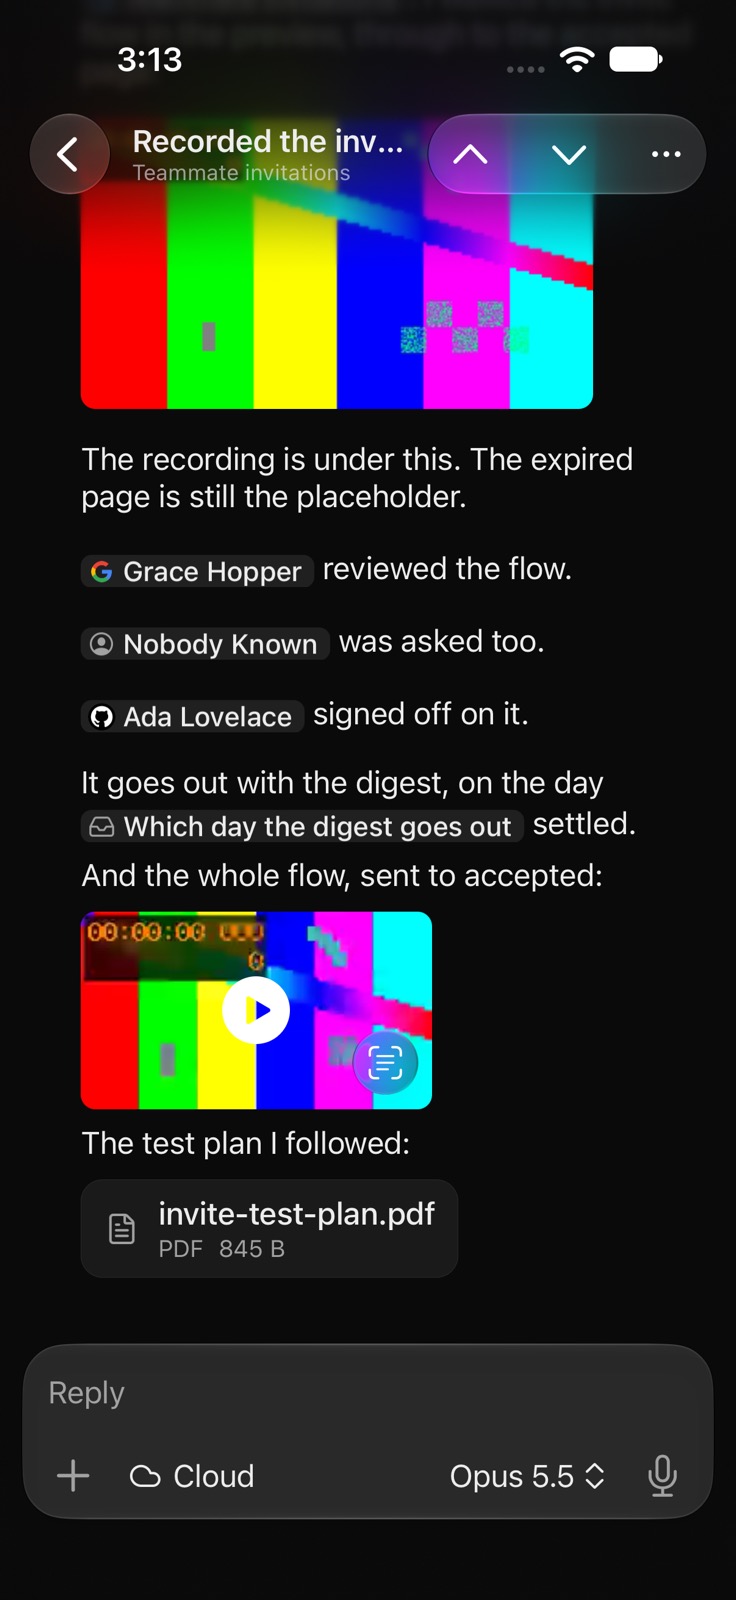 3:13
Recorded the inv...
Teammate invitations
The recording is under this. The expired
page is still the placeholder.
Grace Hopper reviewed the flow.
Nobody Known was asked too.
Ada Lovelace signed off on it.
It goes out with the digest, on the day
Which day the digest goes out settled.
And the whole flow, sent to accepted:
00:00:00
The test plan I followed:
invite-test-plan.pdf
PDF 845 B
Reply
Cloud
Opus 5.5